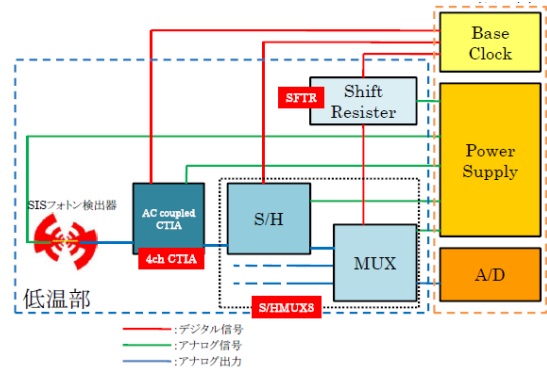 Base
Clock
SFTR
Shift
Resister
Power
Supply
SISフォトン検出器
AC coupled
CTIA
S/H
4ch CTIA
MUX
A/D
低温部
S/HMUX8
:デジタル信号
:アナログ信号
:アナログ出力